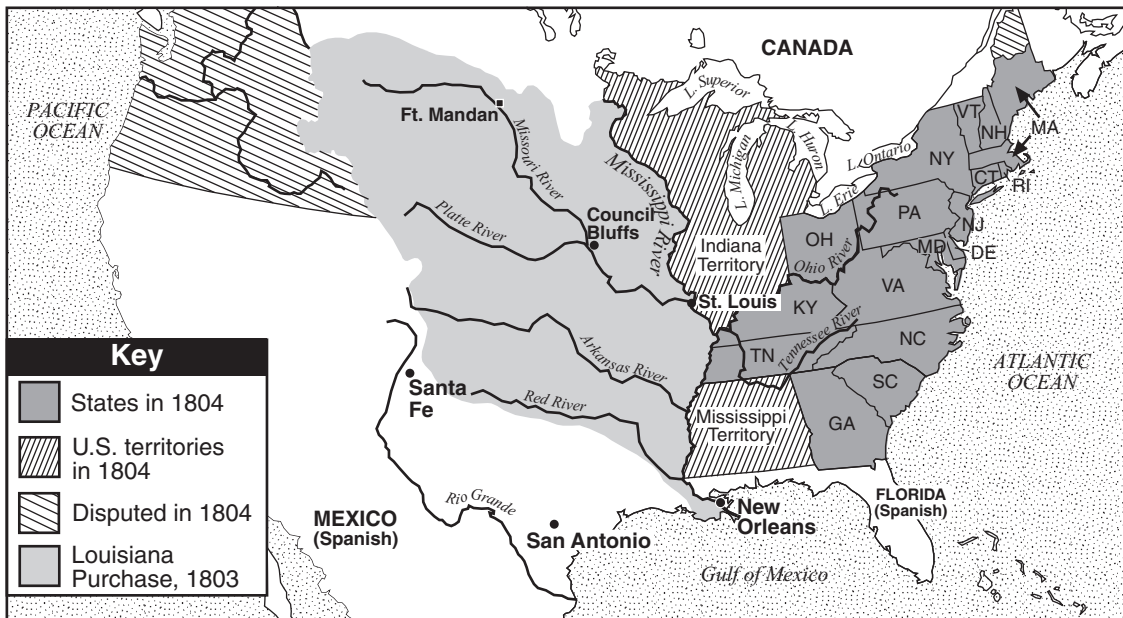 CANADA
PACIFIC
OCEAN
Ft. Mandan
Missouri River
Mississippi River
L. Superior
L. Michigan
L. Huron
L. Ontario
L. Erie
VT
NH
MA
NY
CT
RI
PA
NJ
OH
MD
DE
Ohio River
Platte River
Council
Bluffs
Indiana
Territory
St. Louis
KY
VA
Tennessee River
TN
NC
Arkansas River
SC
ATLANTIC
OCEAN
Santa
Fe
Red River
Mississippi
Territory
GA
Rio Grande
MEXICO
(Spanish)
San Antonio
New
Orleans
FLORIDA
(Spanish)
Gulf of Mexico
Key
States in 1804
U.S. territories
in 1804
Disputed in 1804
Louisiana
Purchase, 1803